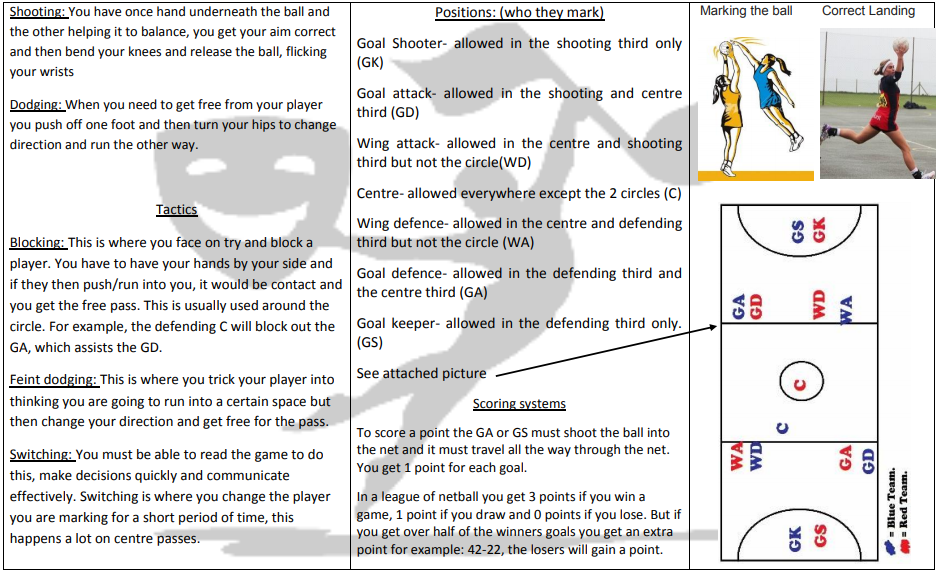 Shooting: You have once hand underneath the ball and
the other helping it to balance, you get your aim correct
and then bend your knees and release the ball, flicking
your wrists
Dodging: When you need to get free from your player
you push off one foot and then turn your hips to change
direction and run the other way.
Tactics
Blocking: This is where you face on try and block a
player. You have to have your hands by your side and
if they then push/run into you, it would be contact and
you get the free pass. This is usually used around the
circle. For example, the defending C will block out the
GA, which assists the GD.
Feint dodging: This is where you trick your player into
thinking you are going to run into a certain space but
then change your direction and get free for the pass.
Switching: You must be able to read the game to do
this, make decisions quickly and communicate
effectively. Switching is where you change the player
you are marking for a short period of time, this
happens a lot on centre passes.
Positions: (who they mark)
Goal Shooter- allowed in the shooting third only
(GK)
Goal attack- allowed in the shooting and centre
third (GD)
Wing attack- allowed in the centre and shooting
third but not the circle(WD)
Centre- allowed everywhere except the 2 circles (C)
Wing defence- allowed in the centre and defending
third but not the circle (WA)
Goal defence- allowed in the defending third and
the centre third (GA)
Goal keeper- allowed in the defending third only.
(GS)
See attached picture
Scoring systems
To score a point the GA or GS must shoot the ball into
the net and it must travel all the way through the net.
You get 1 point for each goal.
In a league of netball you get 3 points if you win a
game, 1 point if you draw and 0 points if you lose. But if
you get over half of the winners goals you get an extra
point for example: 42-22, the losers will gain a point.
Marking the ball
Correct Landing
GS
GK
GA
GD
WD
WA
C
C
WA
WD
GA
GD
GK
GS
= Blue Team.
= Red Team.